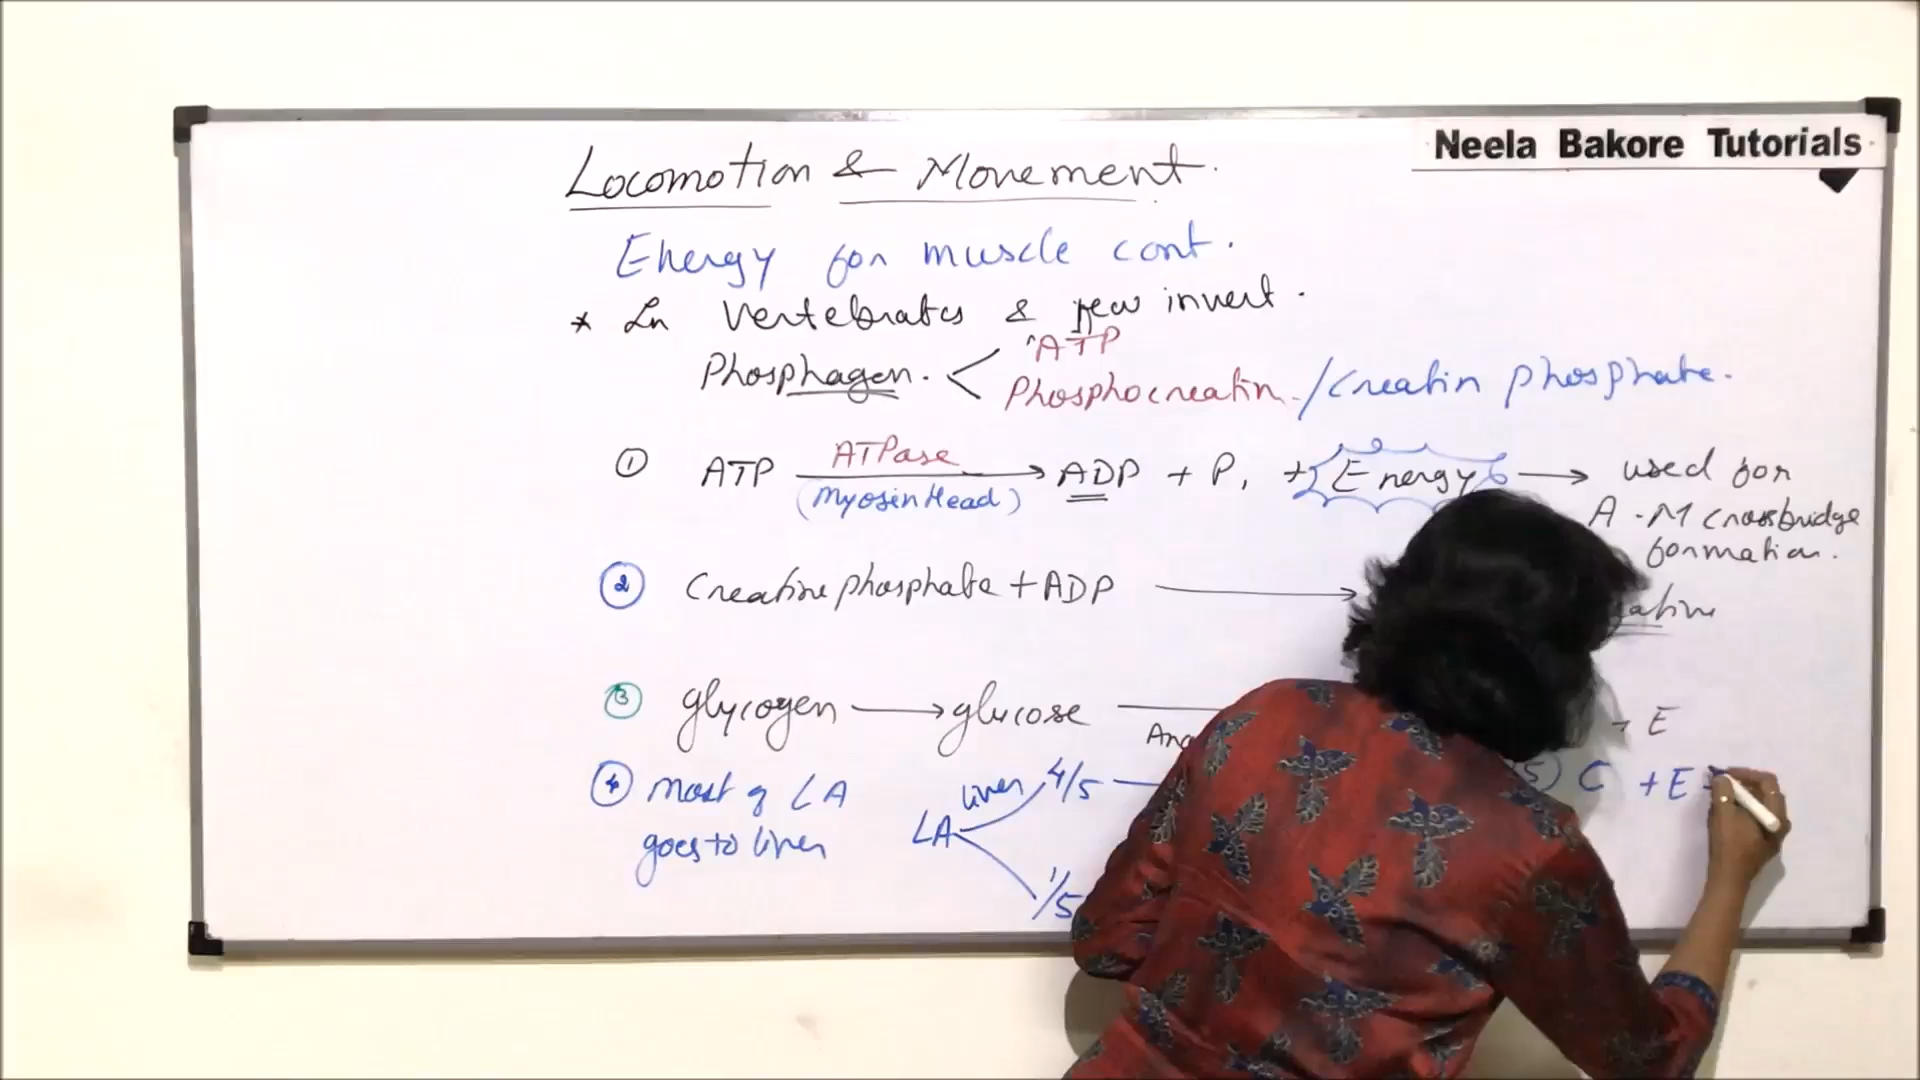 Neela Bakore Tutorials
Locomotion & Movement.
Energy for muscle cont.
* In vertebrates & few invert.
Phosphagen. < ATP
Phosphocreatin. / Creatin phosphate.
① ATP ATPase (Myosin Head) → ADP + Pi + Energy → used for
A-M crossbridge
formation.
② Creatine phosphate + ADP →
③ glycogen → glucose
+ E
④ most of LA
goes to liver
LA liver 4/5
1/5
5) C + E